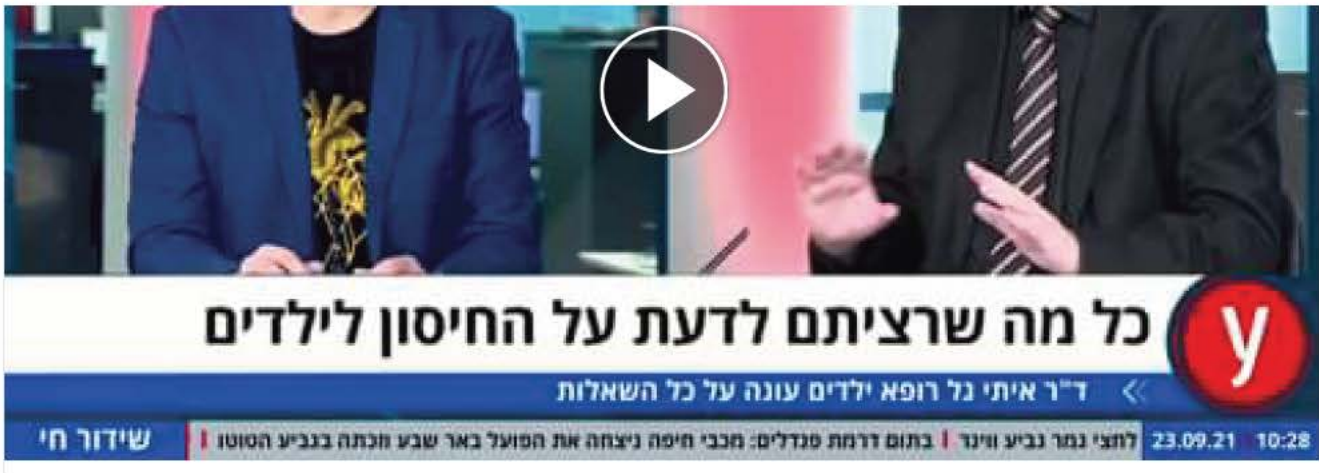 כל מה שרציתם לדעת על החיסון לילדים
y
ד"ר איתי גל רופא ילדים עונה על כל השאלות
10:28 23.09.21 לחצי גמר גביע ווינר | בתום דרמת פנדלים: מכבי חיפה ניצחה את הפועל באר שבע וזכתה בגביע הטוטו | שידור חי